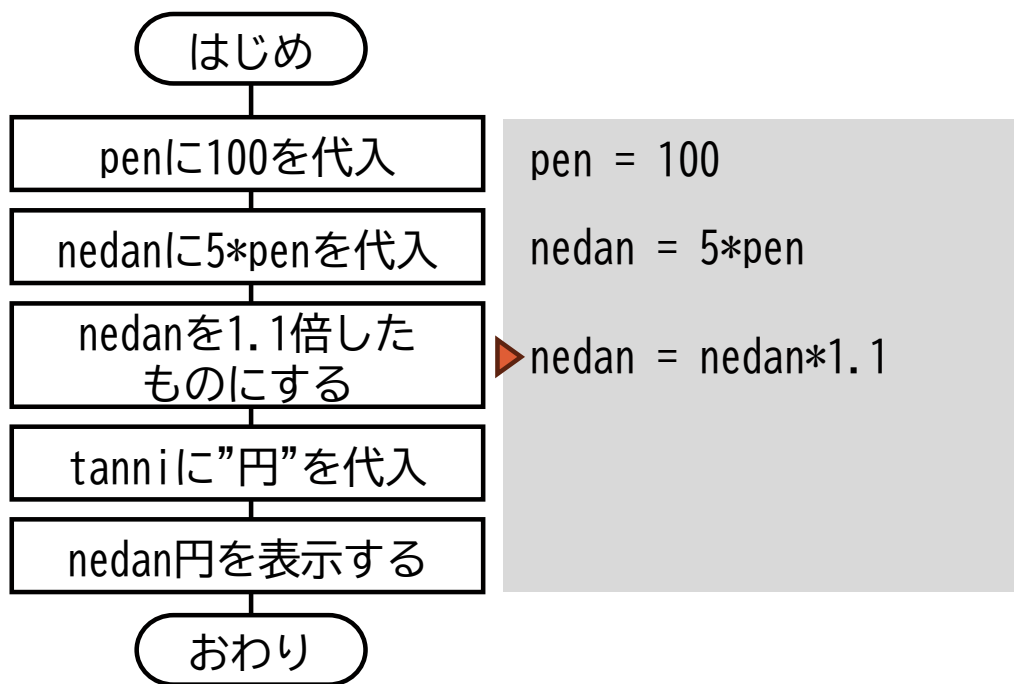 はじめ
penに100を代入
pen = 100
nedanに5*penを代入
nedan = 5*pen
nedanを1.1倍した
ものにする
nedan = nedan*1.1
tanniに”円”を代入
nedan円を表示する
おわり